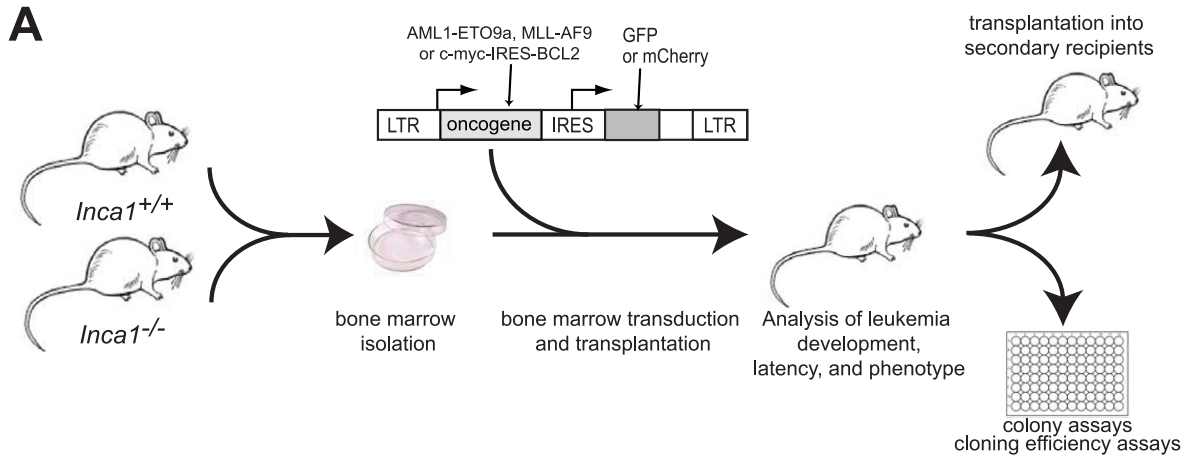 A
AML1-ETO9a, MLL-AF9
or c-myc-IRES-BCL2
GFP
or mCherry
transplantation into
secondary recipients
LTR
oncogene
IRES
LTR
Inca1+/+
Inca1-/-
bone marrow
isolation
bone marrow transduction
and transplantation
Analysis of leukemia
development,
latency, and phenotype
colony assays
cloning efficiency assays